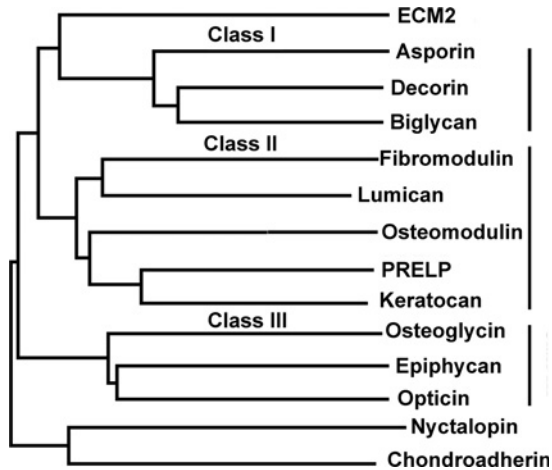 ECM2
Class I
Asporin
Decorin
Biglycan
Class II
Fibromodulin
Lumican
Osteomodulin
PRELP
Keratocan
Class III
Osteoglycin
Epiphycan
Opticin
Nyctalopin
Chondroadherin